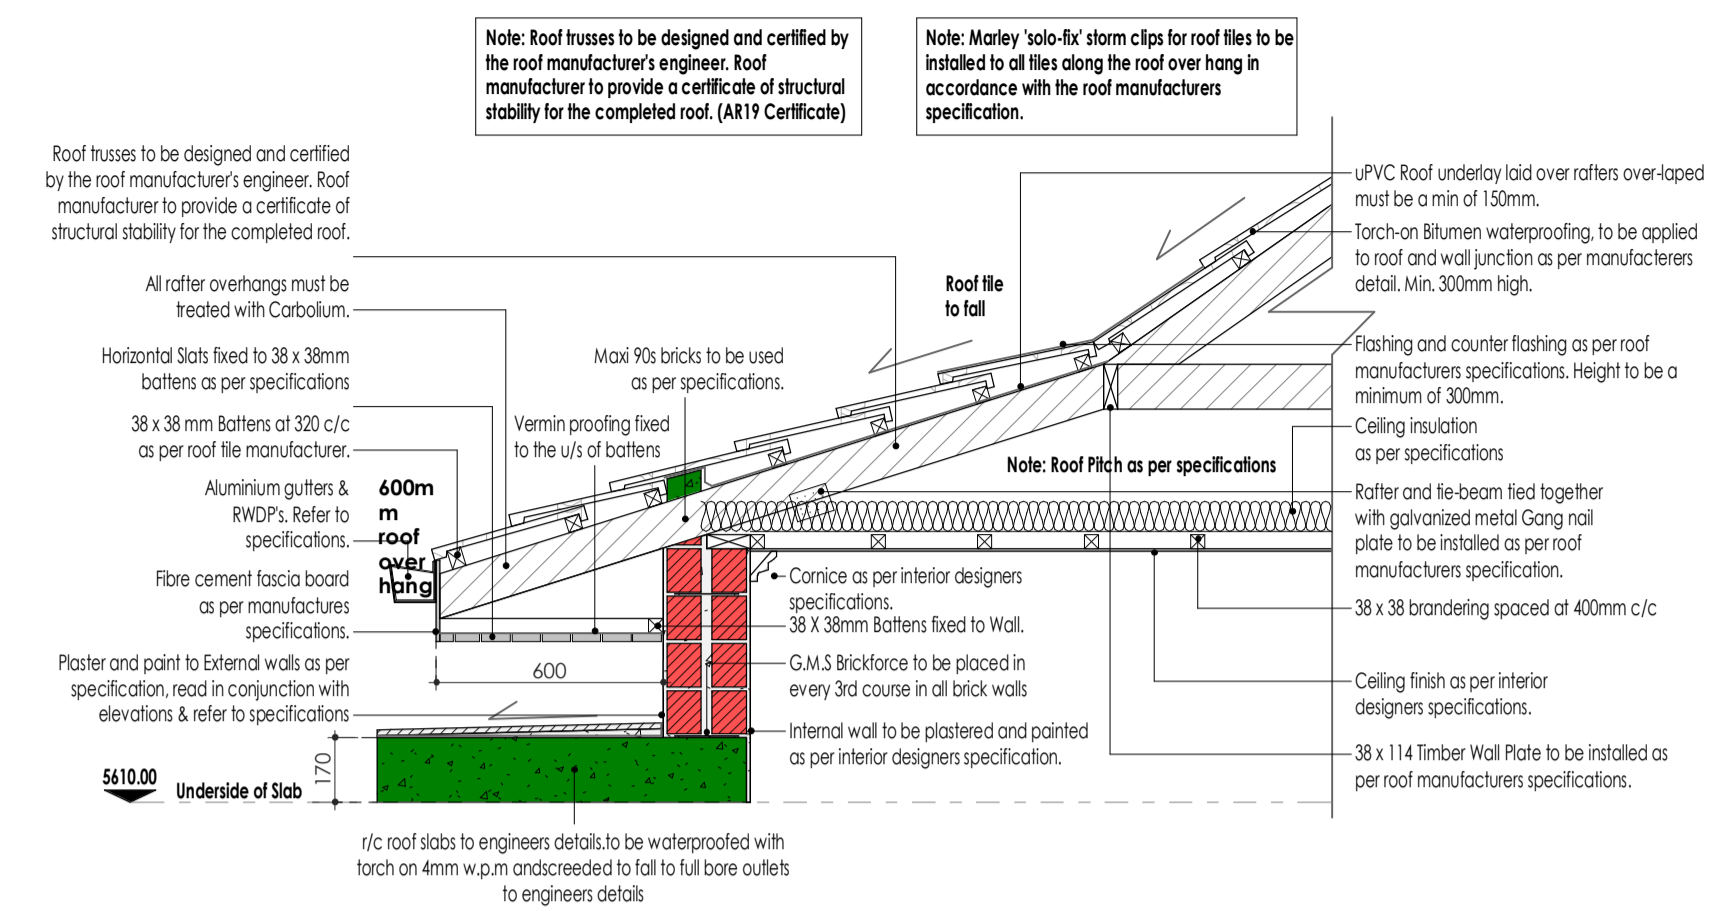 Note: Roof trusses to be designed and certified by
the roof manufacturer's engineer. Roof
manufacturer to provide a certificate of structural
stability for the completed roof. (AR19 Certificate)
Note: Marley 'solo-fix' storm clips for roof tiles to be
installed to all tiles along the roof over hang in
accordance with the roof manufacturers
specification.
Roof trusses to be designed and certified
by the roof manufacturer's engineer. Roof
manufacturer to provide a certificate of
structural stability for the completed roof.
All rafter overhangs must be
treated with Carbolium.
Horizontal Slats fixed to 38 x 38mm
battens as per specifications
38 x 38 mm Battens at 320 c/c
as per roof tile manufacturer.
Aluminium gutters &
RWDP's. Refer to
specifications.
600m
m
roof
over
hang
Fibre cement fascia board
as per manufactures
specifications.
Plaster and paint to External walls as per
specification, read in conjunction with
elevations & refer to specifications
Maxi 90s bricks to be used
as per specifications.
Vermin proofing fixed
to the u/s of battens
Roof tile
to fall
Note: Roof Pitch as per specifications
600
170
5610.00
Underside of Slab
Cornice as per interior designers
specifications.
38 X 38mm Battens fixed to Wall.
G.M.S Brickforce to be placed in
every 3rd course in all brick walls
Internal wall to be plastered and painted
as per interior designers specification.
r/c roof slabs to engineers details.to be waterproofed with
torch on 4mm w.p.m andscreeded to fall to full bore outlets
to engineers details
uPVC Roof underlay laid over rafters over-laped
must be a min of 150mm.
Torch-on Bitumen waterproofing, to be applied
to roof and wall junction as per manufacterers
detail. Min. 300mm high.
Flashing and counter flashing as per roof
manufacturers specifications. Height to be a
minimum of 300mm.
Ceiling insulation
as per specifications
Rafter and tie-beam tied together
with galvanized metal Gang nail
plate to be installed as per roof
manufacturers specification.
38 x 38 brandering spaced at 400mm c/c
Ceiling finish as per interior
designers specifications.
38 x 114 Timber Wall Plate to be installed as
per roof manufacturers specifications.